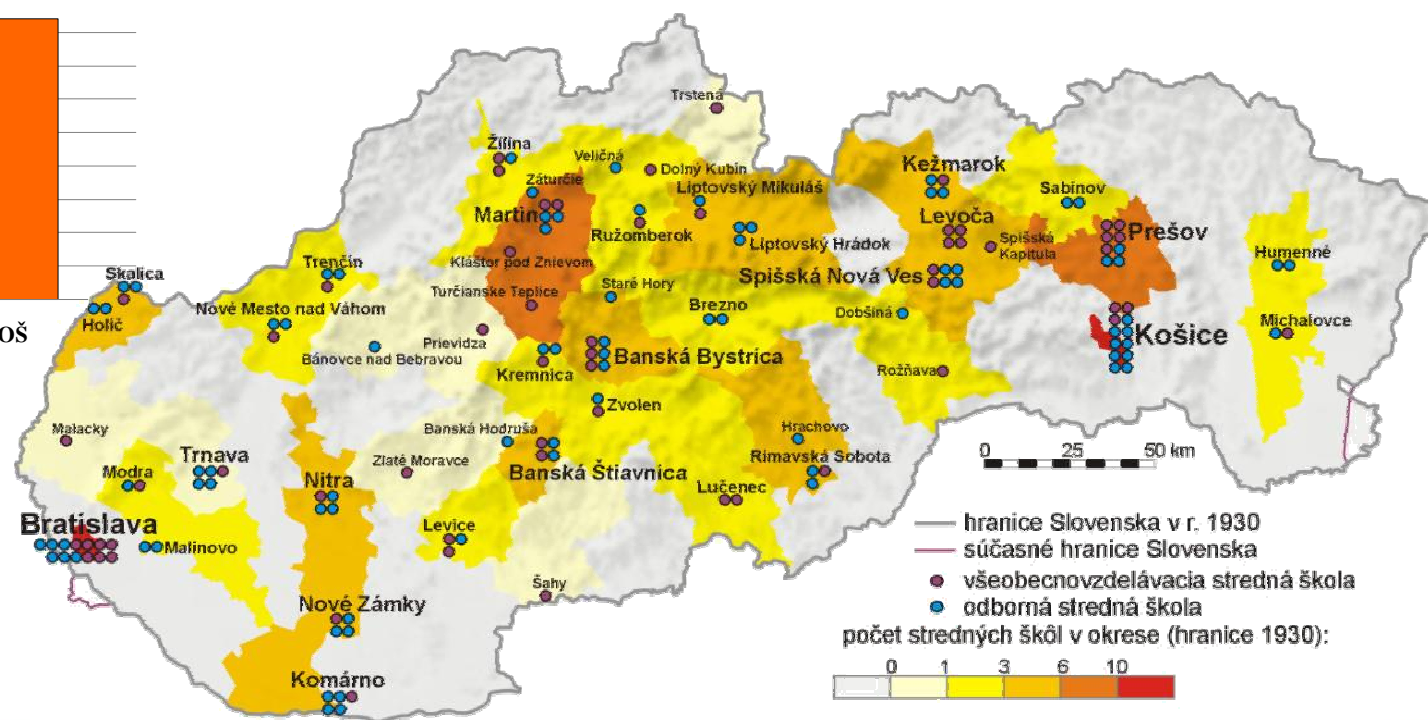 Trstená
Žilina
Veličná
Dolný Kubín
Kežmarok
Záturčie
Liptovský Mikuláš
Sabinov
Martin
Levoča
Ružomberok
Liptovský Hrádok
Spišská
Kapitula
Prešov
Kláštor pod Znievom
Trenčín
Skalica
Spišská Nová Ves
Humenné
Staré Hory
Turčianske Teplice
Nové Mesto nad Váhom
Brezno
Dobšiná
Holíč
Michalovce
oš
Košice
Prievidza
Bánovce nad Bebravou
Banská Bystrica
Kremnica
Rožňava
Zvolen
Malacky
Banská Hodruša
Hrachovo
0 25 50 km
Trnava
Zlaté Moravce
Rimavská Sobota
Modra
Banská Štiavnica
Nitra
Lučenec
Bratislava
Levice
Malinovo
hranice Slovenska v r. 1930
súčasné hranice Slovenska
všeobecnovzdelávacia stredná škola
Šahy
odborná stredná škola
Nové Zámky
počet stredných škôl v okrese (hranice 1930):
0 1 3 6 10
Komárno